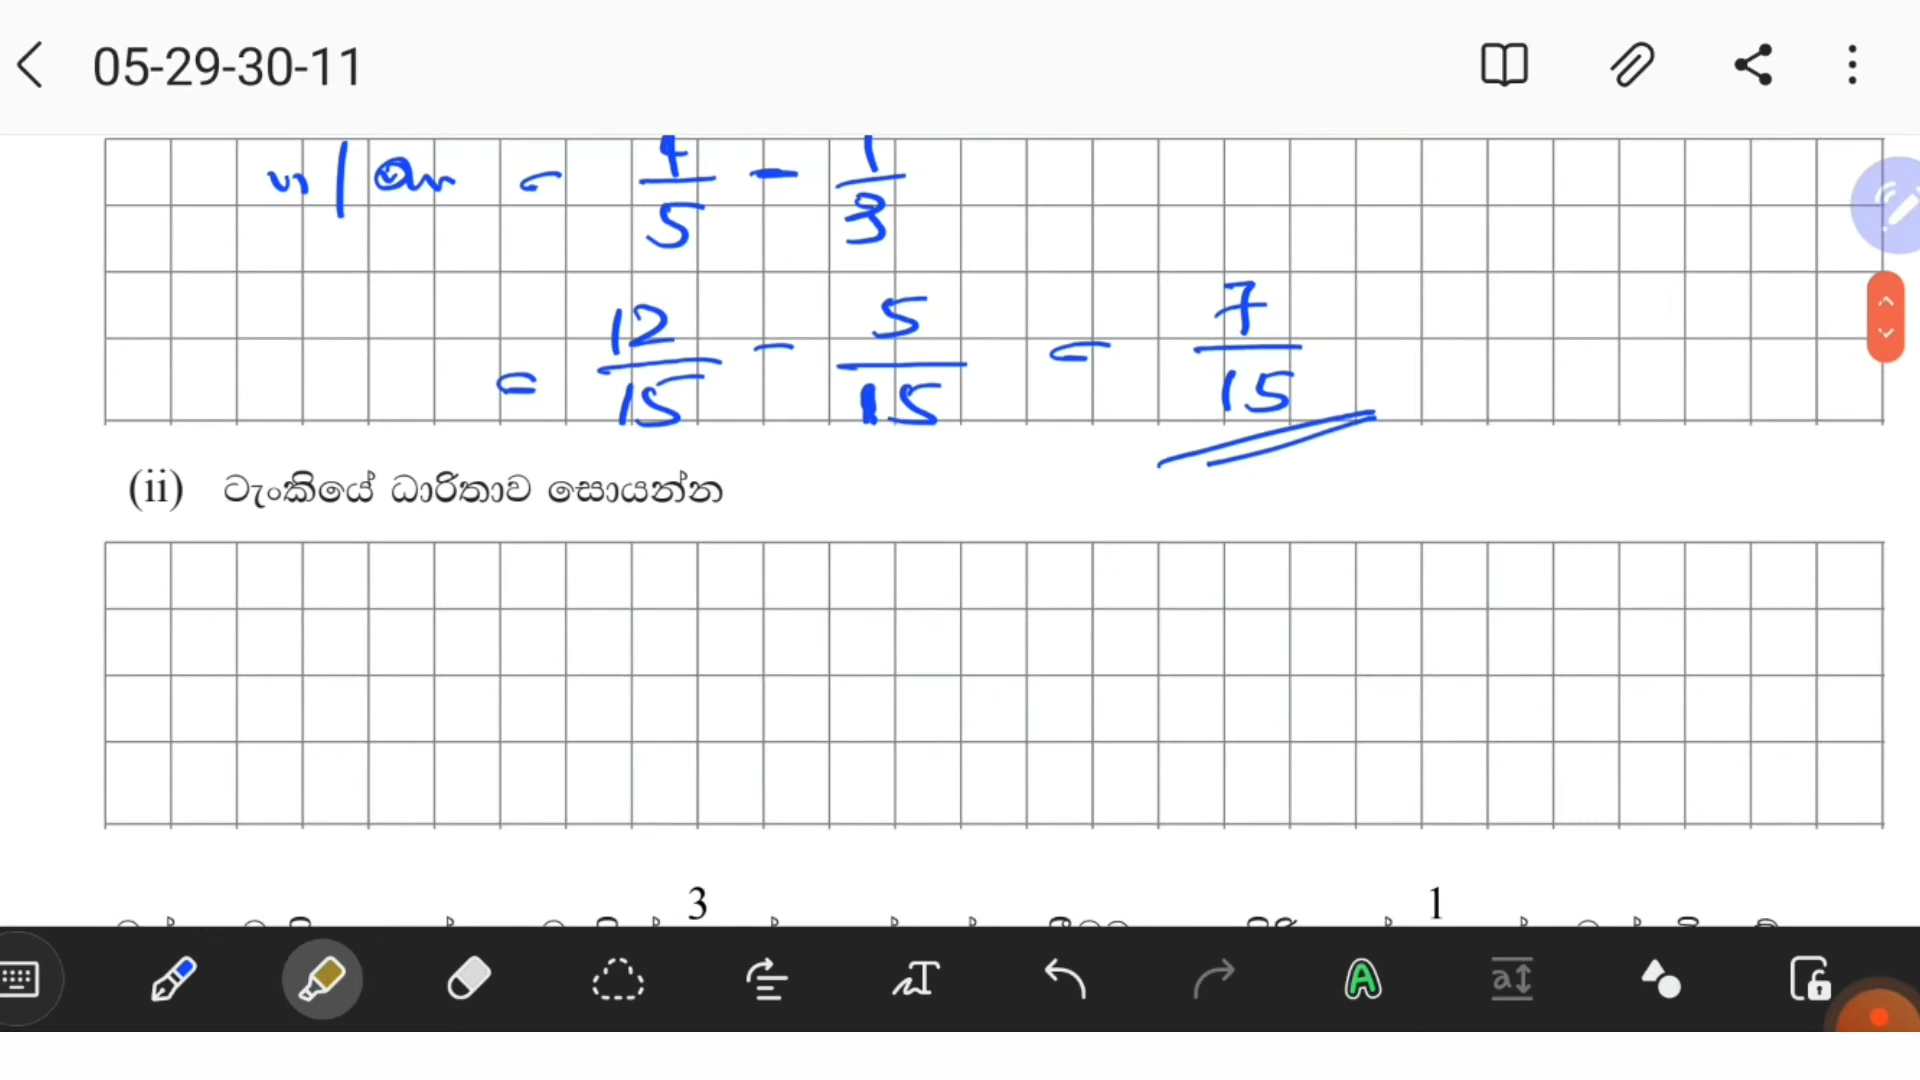 05-29-30-11
= 4/5 - 1/3
= 12/15 - 5/15 = 7/15
(ii) ටැංකියේ ධාරිතාව සොයන්න
3 1